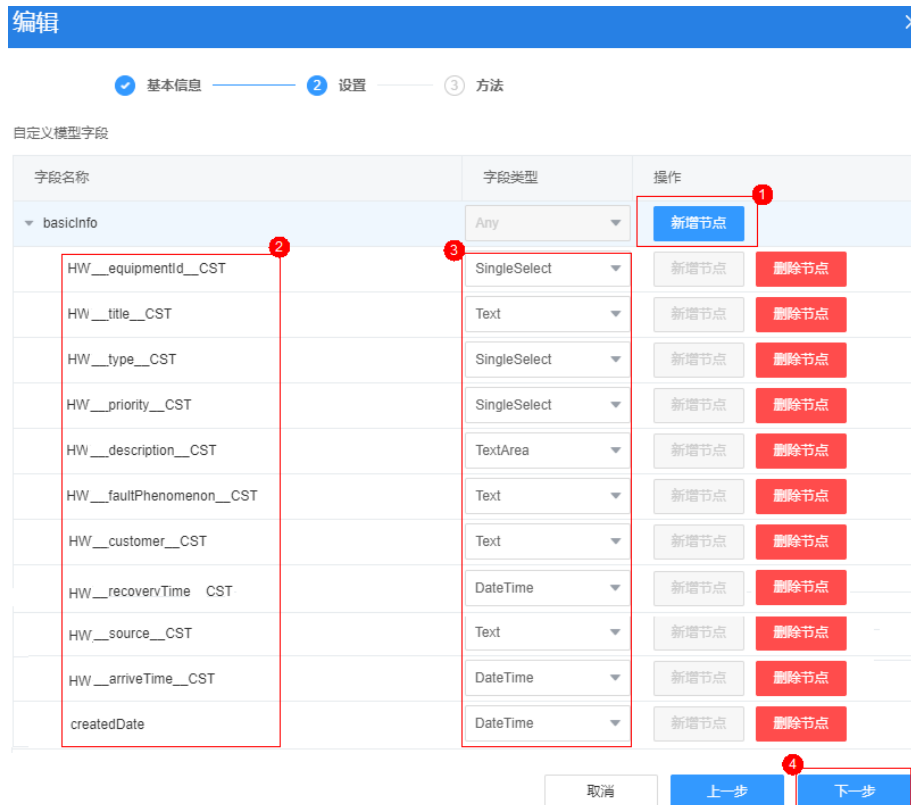 编辑
基本信息 2 设置 3 方法
自定义模型字段
字段名称 字段类型 操作
1
basicInfo Any 新增节点
2 3
HW__equipmentId__CST SingleSelect 新增节点 删除节点
HW__title__CST Text 新增节点 删除节点
HW__type__CST SingleSelect 新增节点 删除节点
HW__priority__CST SingleSelect 新增节点 删除节点
HW__description__CST TextArea 新增节点 删除节点
HW__faultPhenomenon__CST Text 新增节点 删除节点
HW__customer__CST Text 新增节点 删除节点
HW__recoveryTime CST DateTime 新增节点 删除节点
HW__source__CST Text 新增节点 删除节点
HW__arriveTime__CST DateTime 新增节点 删除节点
createdDate DateTime 新增节点 删除节点
4
取消 上一步 下一步